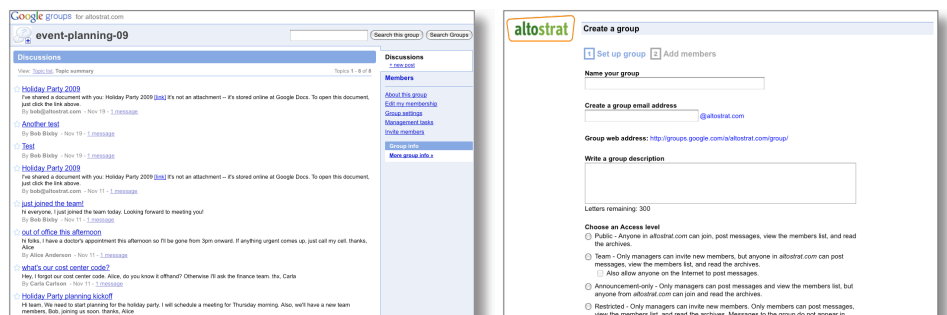 Google groups for altostrat.com
event-planning-09
Search this group Search Groups
Discussions
View: Topic list, Topic summary Topics 1 - 8 of 8
Holiday Party 2009
I've shared a document with you: Holiday Party 2009 [link] It's not an attachment -- it's stored online at Google Docs. To open this document,
just click the link above.
By bob@altostrat.com - Nov 19 - 1 message
Another test
By Bob Bixby - Nov 19 - 1 message
Test
By Bob Bixby - Nov 19 - 1 message
Holiday Party 2009
I've shared a document with you: Holiday Party 2009 [link] It's not an attachment -- it's stored online at Google Docs. To open this document,
just click the link above.
By bob@altostrat.com - Nov 11 - 1 message
just joined the team!
hi everyone, I just joined the team today. Looking forward to meeting you!
By Bob Bixby - Nov 11 - 1 message
out of office this afternoon
hi folks, I have a doctor's appointment this afternoon so I'll be gone from 3pm onward. If anything urgent comes up, just call my cell. thanks,
Alice
By Alice Anderson - Nov 11 - 1 message
what's our cost center code?
Hey, I forgot our cost center code. Alice, do you know it offhand? Otherwise I'll ask the finance team. thx, Carla
By Carla Carlson - Nov 11 - 1 message
Holiday Party planning kickoff
Hi team, We need to start planning for the holiday party. I will schedule a meeting for Thursday morning. Also, we'll have a new team
members, Bob, joining us soon. thanks, Alice
Discussions
+ new post
Members
About this group
Edit my membership
Group settings
Management tasks
Invite members
Group info
More group info »
altostrat
Create a group
1 Set up group 2 Add members
Name your group
Create a group email address
@altostrat.com
Group web address: http://groups.google.com/a/altostrat.com/group/
Write a group description
Letters remaining: 300
Choose an Access level
Public - Anyone in altostrat.com can join, post messages, view the members list, and read
the archives.
Team - Only managers can invite new members, but anyone in altostrat.com can post
messages, view the members list, and read the archives.
Also allow anyone on the Internet to post messages.
Announcement-only - Only managers can post messages and view the members list, but
anyone from altostrat.com can join and read the archives.
Restricted - Only managers can invite new members. Only members can post messages,
view the members list, and read the archives. Messages to the group do not appear in